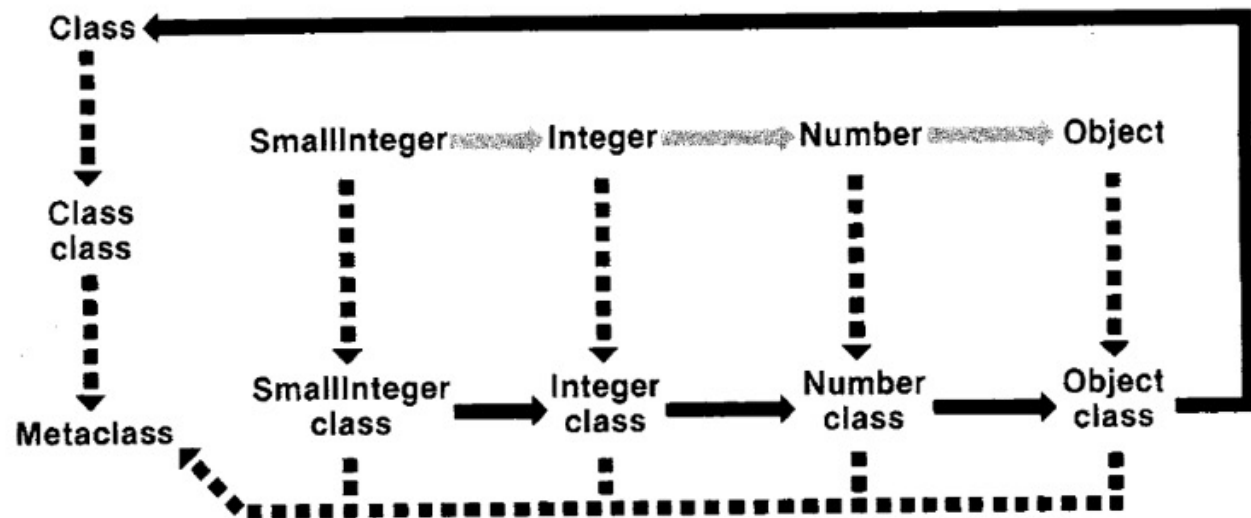 Class
SmallInteger
Integer
Number
Object
Class
class
SmallInteger
class
Integer
class
Number
class
Object
class
Metaclass